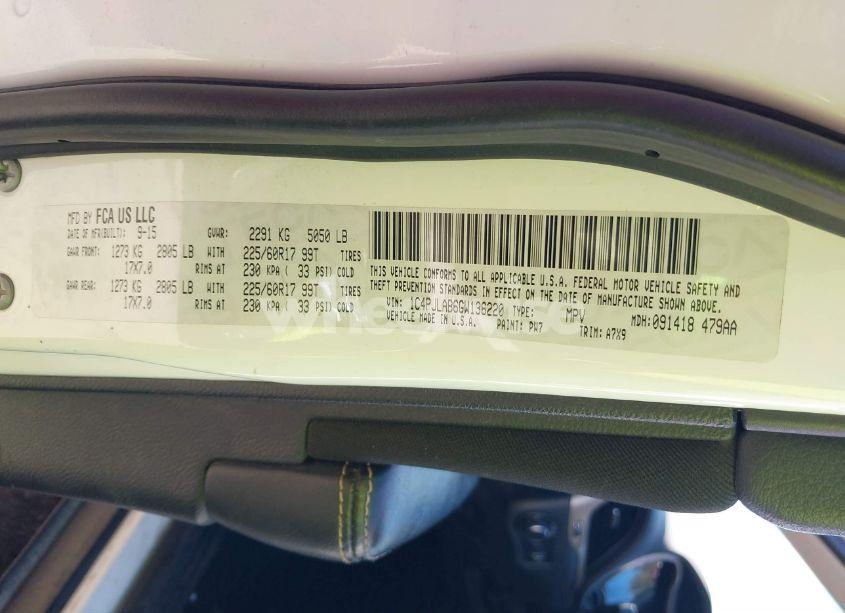 MFD BY FCA US LLC
DATE OF MFR(BUILT): 9-15 GVWR: 2291 KG 5050 LB
GAWR FRONT: 1273 KG 2805 LB WITH 225/60R17 99T TIRES
17X7.0 RIMS AT 230 KPA ( 33 PSI) COLD
GAWR REAR: 1273 KG 2805 LB WITH 225/60R17 99T TIRES
17X7.0 RIMS AT 230 KPA ( 33 PSI) COLD
THIS VEHICLE CONFORMS TO ALL APPLICABLE U.S.A. FEDERAL MOTOR VEHICLE SAFETY AND
THEFT PREVENTION STANDARDS IN EFFECT ON THE DATE OF MANUFACTURE SHOWN ABOVE.
VIN: 1C4PJLAB6GW136220 TYPE: MPV MDH: 091418 479AA
VEHICLE MADE IN U.S.A. PAINT: PW7 TRIM: A7X9